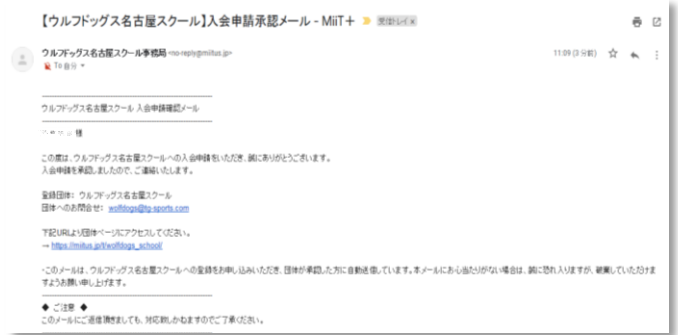 【ウルフドッグス名古屋スクール】入会申請承認メール - MiiT+ 受信トレイ ×
ウルフドッグス名古屋スクール事務局 <no-reply@miitus.jp>
To 自分
11:09 (3 分前)
ウルフドッグス名古屋スクール 入会申請確認メール
様
この度は、ウルフドッグス名古屋スクールへの入会申請をいただき、誠にありがとうございます。
入会申請を承認しましたので、ご連絡いたします。
登録団体: ウルフドッグス名古屋スクール
団体へのお問合せ: wolfdogs@tg-sports.com
下記URLより団体ページにアクセスしてください。
→ https://miitus.jp/t/wolfdogs_school/
・このメールは、ウルフドッグス名古屋スクールへの登録をお申し込みいただき、団体が承認した方に自動送信しています。本メールにお心当たりがない場合は、誠に恐れ入りますが、破棄していただけま
すようお願い申し上げます。
◆ ご注意 ◆
このメールにご返信頂きましても、対応致しかねますのでご了承ください。